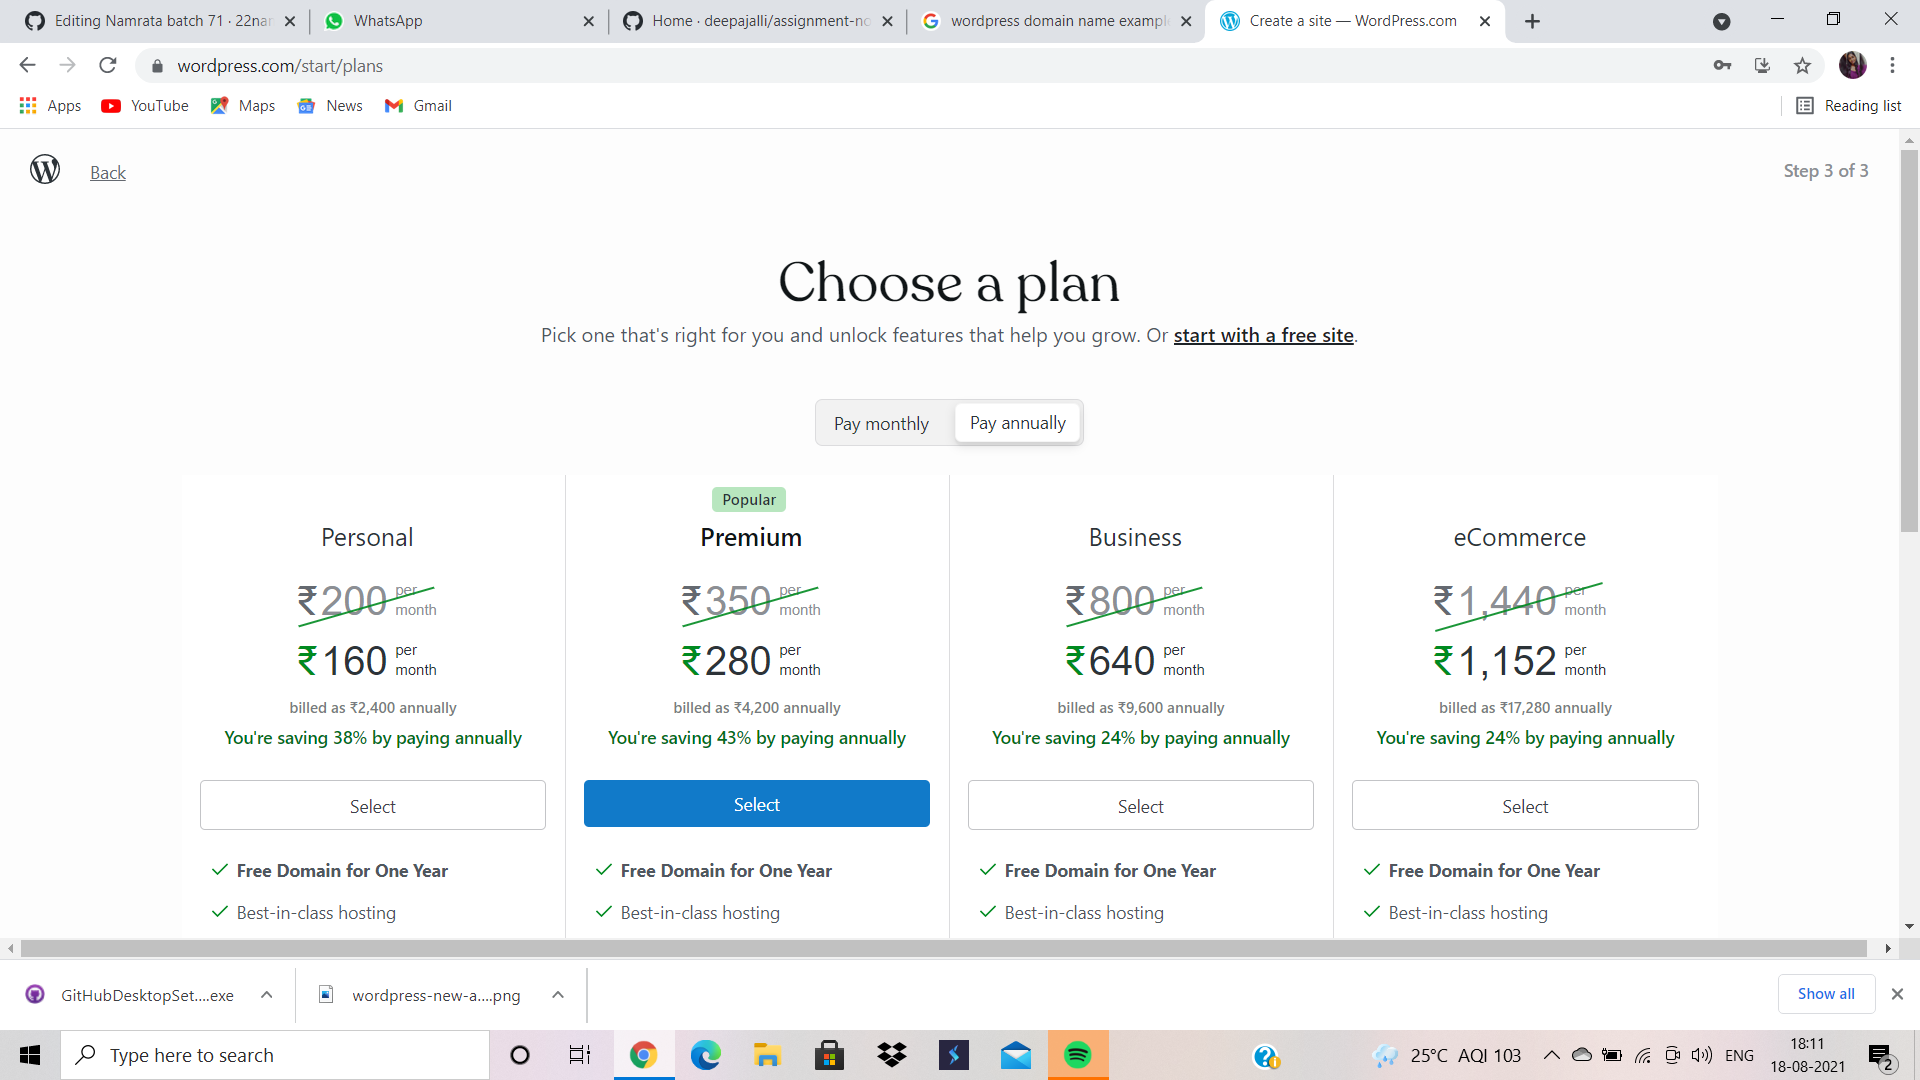 Editing Namrata batch 71 · 22nan
WhatsApp
Home · deepajalli/assignment-no
wordpress domain name example
Create a site — WordPress.com
wordpress.com/start/plans
Apps
YouTube
Maps
News
Gmail
Reading list
Back
Step 3 of 3
Choose a plan
Pick one that's right for you and unlock features that help you grow. Or start with a free site.
Pay monthly
Pay annually
Personal
₹200 per month
₹160 per month
billed as ₹2,400 annually
You're saving 38% by paying annually
Select
Free Domain for One Year
Best-in-class hosting
Popular
Premium
₹350 per month
₹280 per month
billed as ₹4,200 annually
You're saving 43% by paying annually
Select
Free Domain for One Year
Best-in-class hosting
Business
₹800 per month
₹640 per month
billed as ₹9,600 annually
You're saving 24% by paying annually
Select
Free Domain for One Year
Best-in-class hosting
eCommerce
₹1,440 per month
₹1,152 per month
billed as ₹17,280 annually
You're saving 24% by paying annually
Select
Free Domain for One Year
Best-in-class hosting
GitHubDesktopSet....exe
wordpress-new-a....png
Show all
Type here to search
25°C AQI 103
ENG
18:11
18-08-2021
2